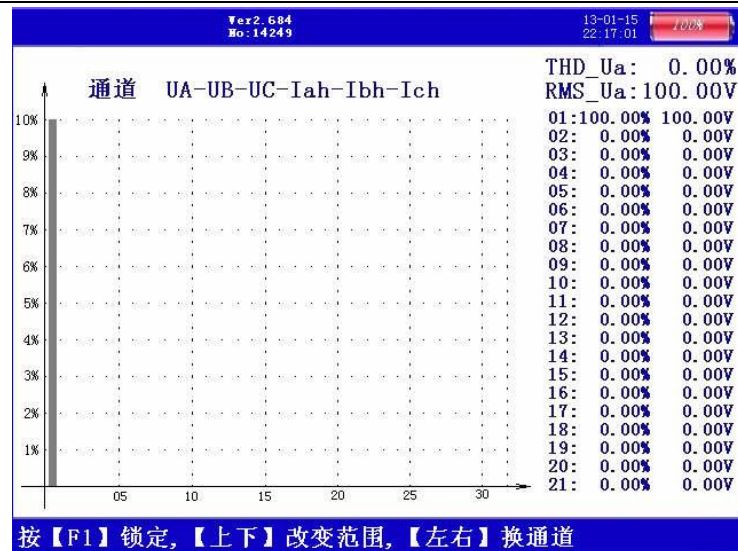 Ver2.684
No:14249
13-01-15
22:17:01
100%
通道 UA-UB-UC-Iah-Ibh-Ich
THD_Ua: 0.00%
RMS_Ua:100.00V
10%
9%
8%
7%
6%
5%
4%
3%
2%
1%
05 10 15 20 25 30
01:100.00% 100.00V
02: 0.00% 0.00V
03: 0.00% 0.00V
04: 0.00% 0.00V
05: 0.00% 0.00V
06: 0.00% 0.00V
07: 0.00% 0.00V
08: 0.00% 0.00V
09: 0.00% 0.00V
10: 0.00% 0.00V
11: 0.00% 0.00V
12: 0.00% 0.00V
13: 0.00% 0.00V
14: 0.00% 0.00V
15: 0.00% 0.00V
16: 0.00% 0.00V
17: 0.00% 0.00V
18: 0.00% 0.00V
19: 0.00% 0.00V
20: 0.00% 0.00V
21: 0.00% 0.00V
按【F1】锁定,【上下】改变范围,【左右】换通道